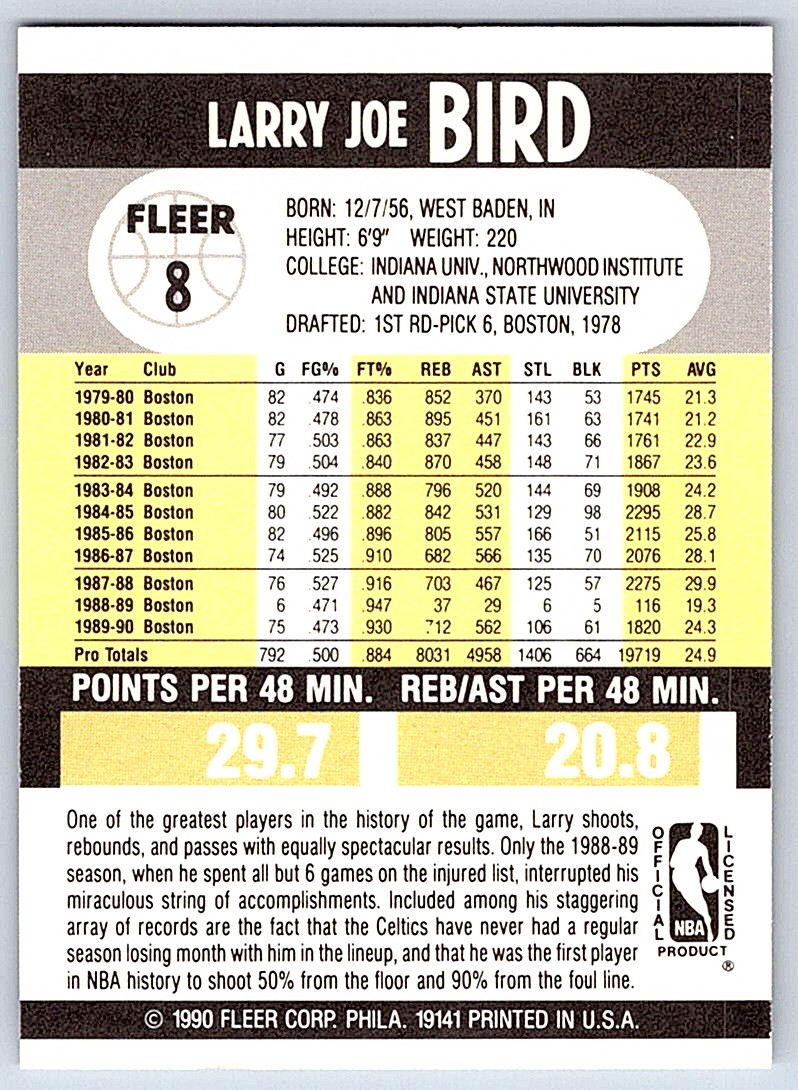 LARRY JOE BIRD
FLEER
8
BORN: 12/7/56, WEST BADEN, IN
HEIGHT: 6'9" WEIGHT: 220
COLLEGE: INDIANA UNIV., NORTHWOOD INSTITUTE
AND INDIANA STATE UNIVERSITY
DRAFTED: 1ST RD-PICK 6, BOSTON, 1978
Year Club G FG% FT% REB AST STL BLK PTS AVG
1979-80 Boston 82 .474 .836 852 370 143 53 1745 21.3
1980-81 Boston 82 .478 .863 895 451 161 63 1741 21.2
1981-82 Boston 77 .503 .863 837 447 143 66 1761 22.9
1982-83 Boston 79 .504 .840 870 458 148 71 1867 23.6
1983-84 Boston 79 .492 .888 796 520 144 69 1908 24.2
1984-85 Boston 80 .522 .882 842 531 129 98 2295 28.7
1985-86 Boston 82 .496 .896 805 557 166 51 2115 25.8
1986-87 Boston 74 .525 .910 682 566 135 70 2076 28.1
1987-88 Boston 76 .527 .916 703 467 125 57 2275 29.9
1988-89 Boston 6 .471 .947 37 29 6 5 116 19.3
1989-90 Boston 75 .473 .930 712 562 106 61 1820 24.3
Pro Totals 792 .500 .884 8031 4958 1406 664 19719 24.9
POINTS PER 48 MIN. REB/AST PER 48 MIN.
29.7 20.8
One of the greatest players in the history of the game, Larry shoots,
rebounds, and passes with equally spectacular results. Only the 1988-89
season, when he spent all but 6 games on the injured list, interrupted his
miraculous string of accomplishments. Included among his staggering
array of records are the fact that the Celtics have never had a regular
season losing month with him in the lineup, and that he was the first player
in NBA history to shoot 50% from the floor and 90% from the foul line.
OFFICIAL LICENSED
NBA
PRODUCT
®
© 1990 FLEER CORP. PHILA. 19141 PRINTED IN U.S.A.